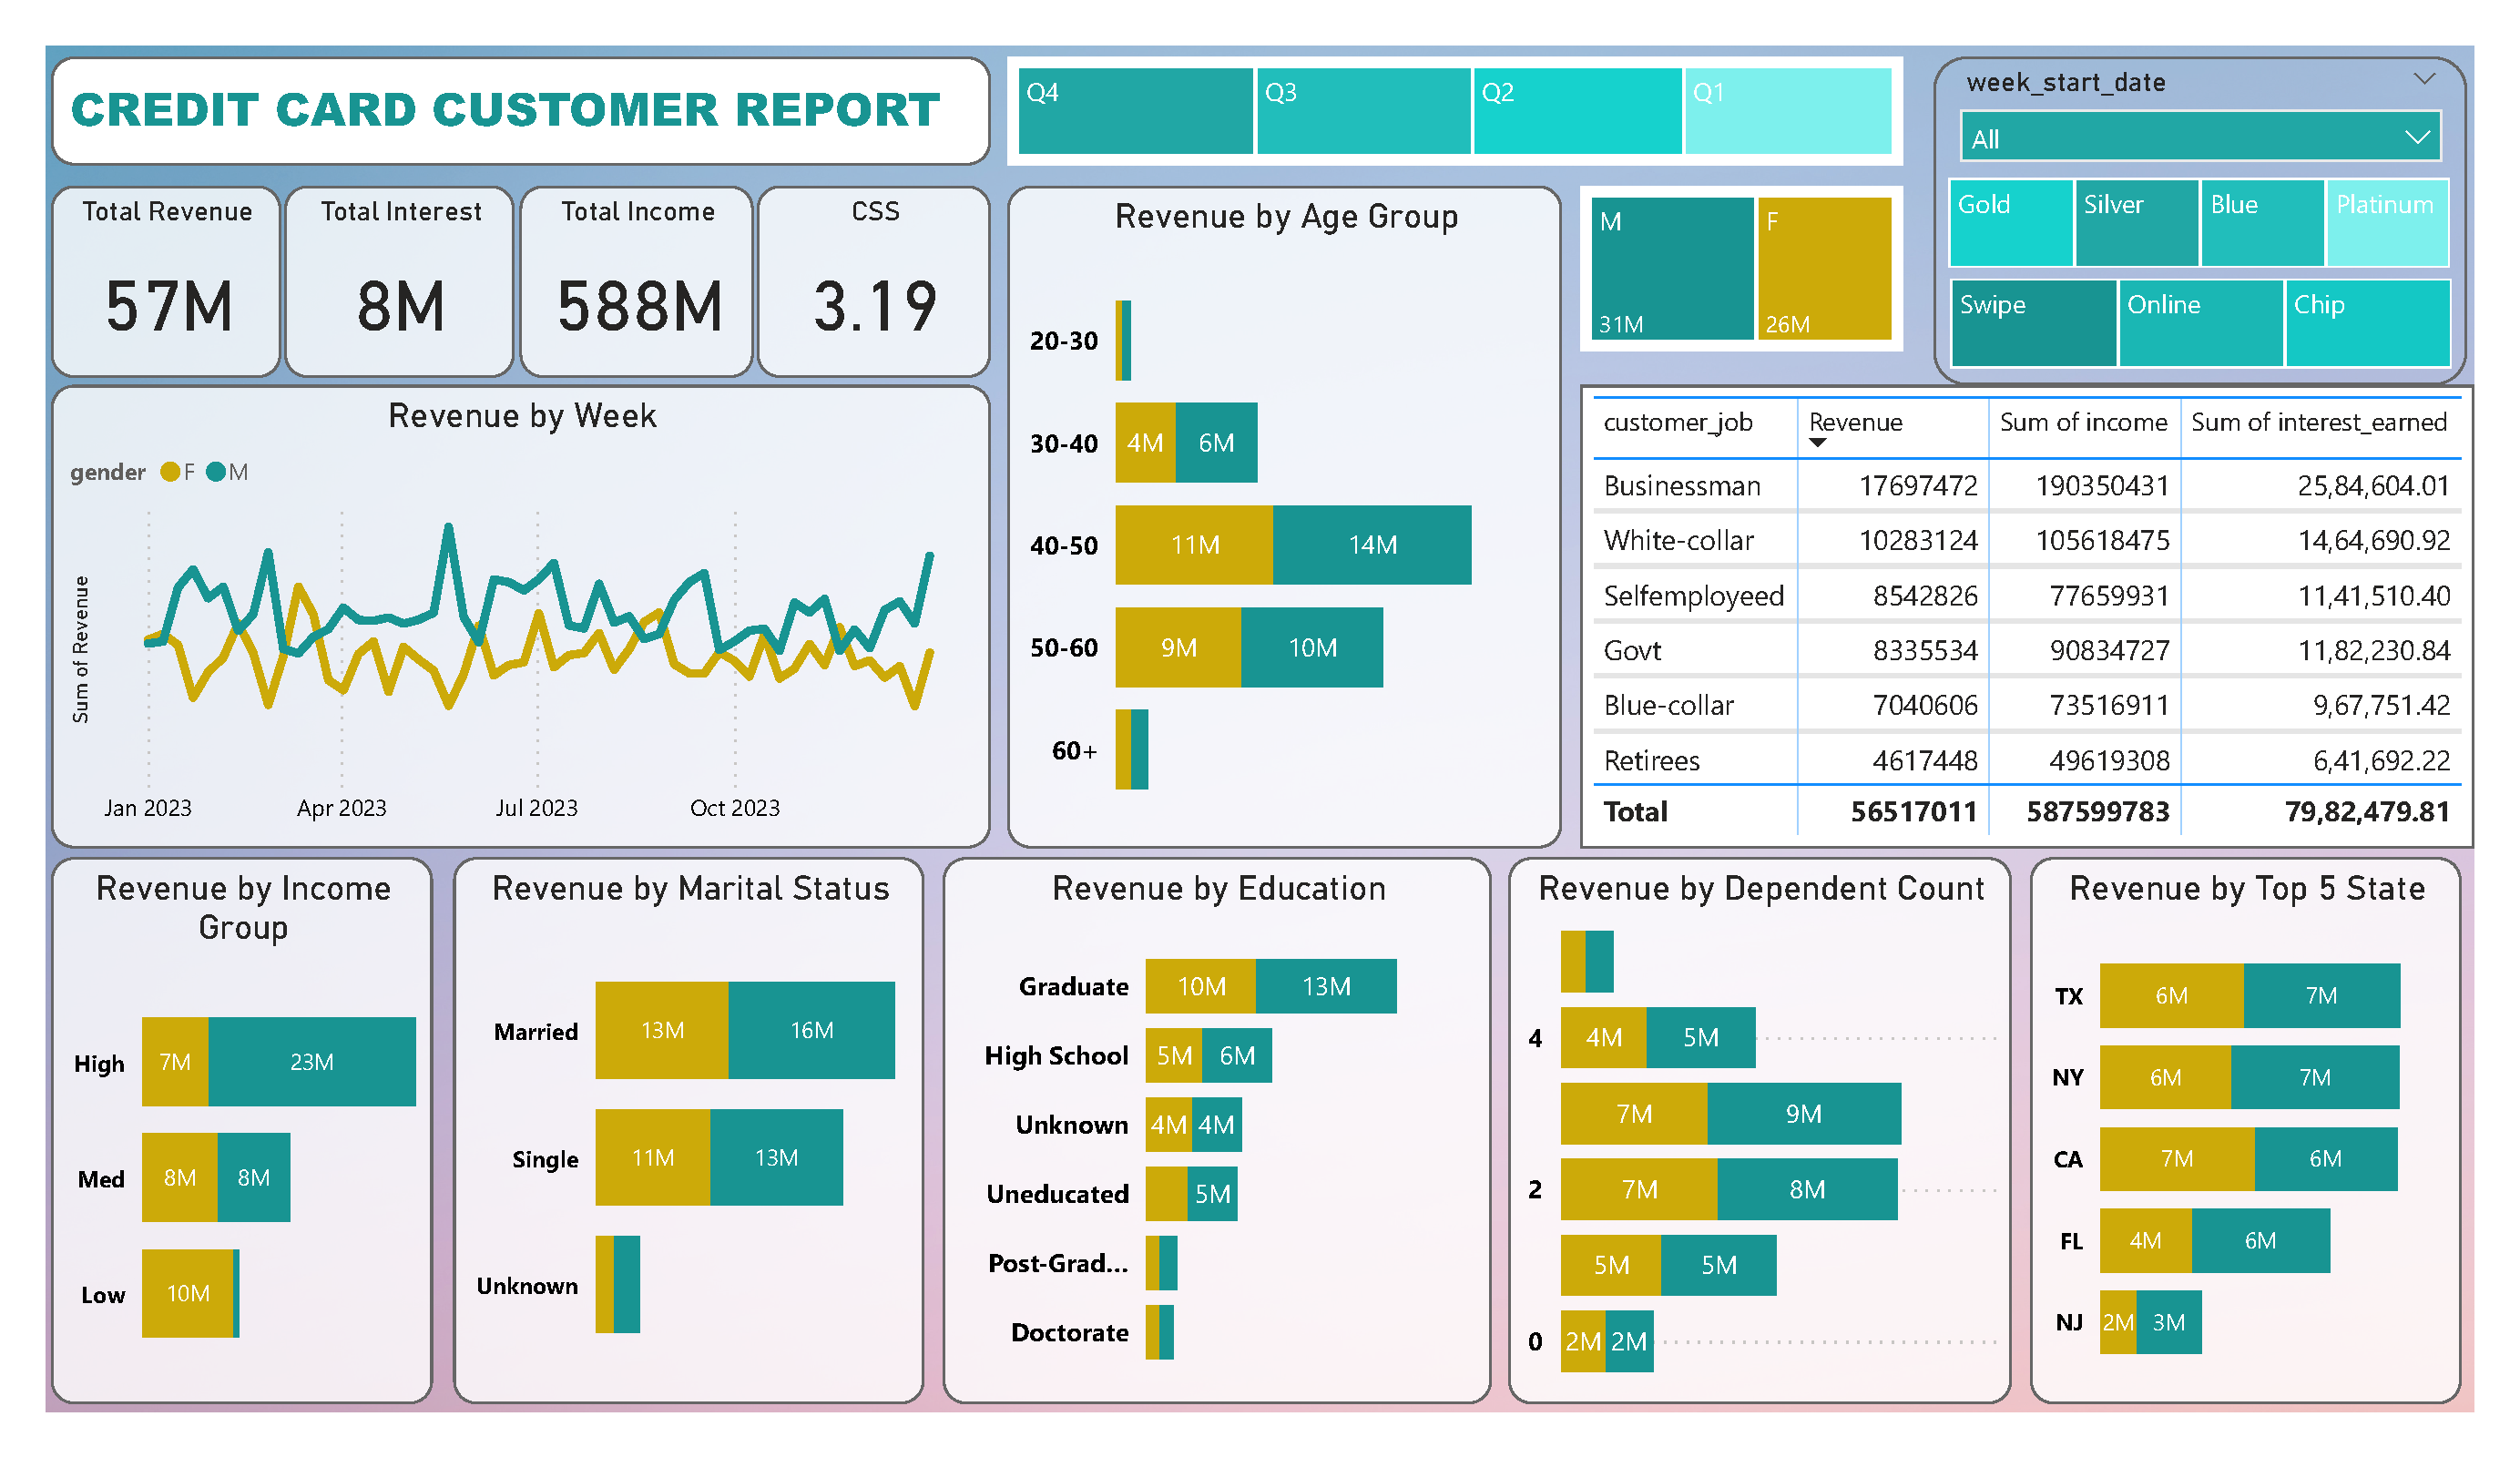 CREDIT CARD CUSTOMER REPORT
Q4 Q3 Q2 Q1
week_start_date
All
Gold Silver Blue Platinum
Swipe Online Chip
Total Revenue
57M
Total Interest
8M
Total Income
588M
CSS
3.19
Revenue by Week
gender F M
Sum of Revenue
Jan 2023 Apr 2023 Jul 2023 Oct 2023
Revenue by Age Group
20-30
30-40 4M 6M
40-50 11M 14M
50-60 9M 10M
60+
M F
31M 26M
customer_job Revenue Sum of income Sum of interest_earned
Businessman 17697472 190350431 25,84,604.01
White-collar 10283124 105618475 14,64,690.92
Selfemployeed 8542826 77659931 11,41,510.40
Govt 8335534 90834727 11,82,230.84
Blue-collar 7040606 73516911 9,67,751.42
Retirees 4617448 49619308 6,41,692.22
Total 56517011 587599783 79,82,479.81
Revenue by Income
Group
High 7M 23M
Med 8M 8M
Low 10M
Revenue by Marital Status
Married 13M 16M
Single 11M 13M
Unknown
Revenue by Education
Graduate 10M 13M
High School 5M 6M
Unknown 4M 4M
Uneducated 5M
Post-Grad...
Doctorate
Revenue by Dependent Count
4 4M 5M
7M 9M
2 7M 8M
5M 5M
0 2M 2M
Revenue by Top 5 State
TX 6M 7M
NY 6M 7M
CA 7M 6M
FL 4M 6M
NJ 2M 3M